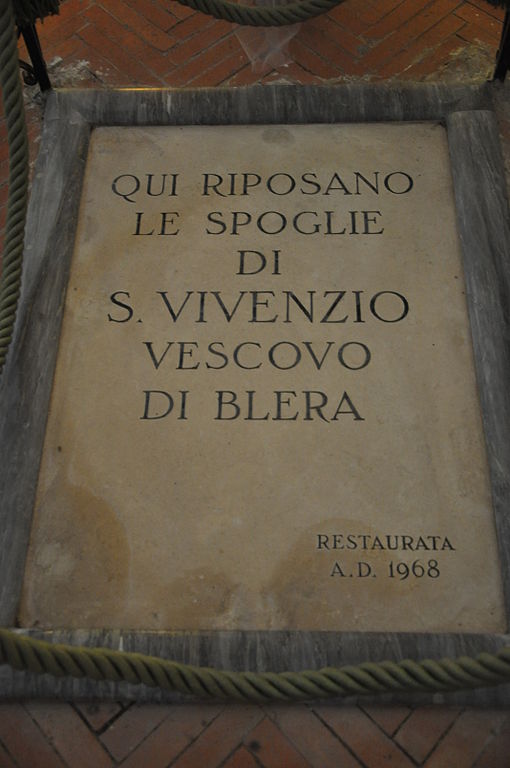 QUI RIPOSANO
LE SPOGLIE
DI
S. VIVENZIO
VESCOVO
DI BLERA
RESTAURATA
A.D. 1968